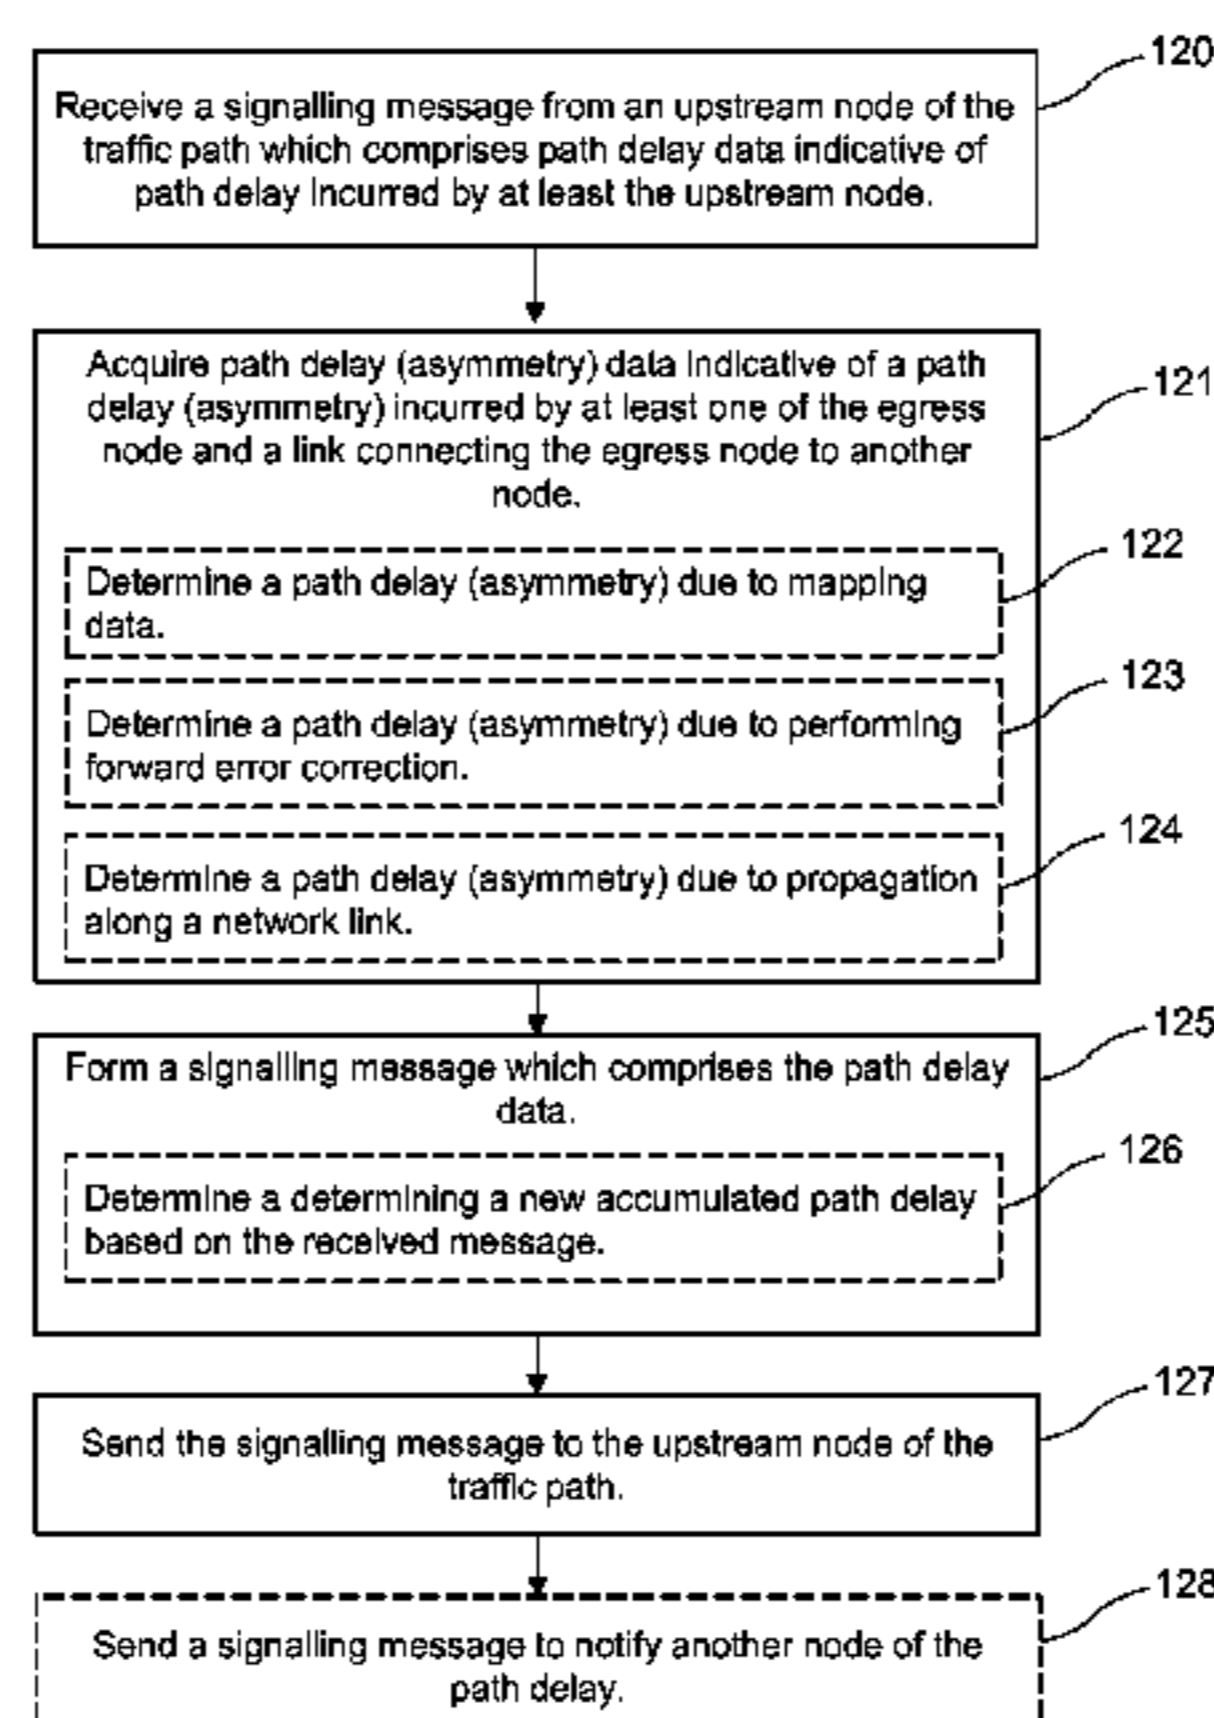 120
Receive a signalling message from an upstream node of the
traffic path which comprises path delay data indicative of
path delay incurred by at least the upstream node.
Acquire path delay (asymmetry) data indicative of a path
delay (asymmetry) incurred by at least one of the egress
node and a link connecting the egress node to another
node.
121
122
Determine a path delay (asymmetry) due to mapping
data.
123
Determine a path delay (asymmetry) due to performing
forward error correction.
124
Determine a path delay (asymmetry) due to propagation
along a network link.
125
Form a signalling message which comprises the path delay
data.
126
Determine a determining a new accumulated path delay
based on the received message.
127
Send the signalling message to the upstream node of the
traffic path.
128
Send a signalling message to notify another node of the
path delay.